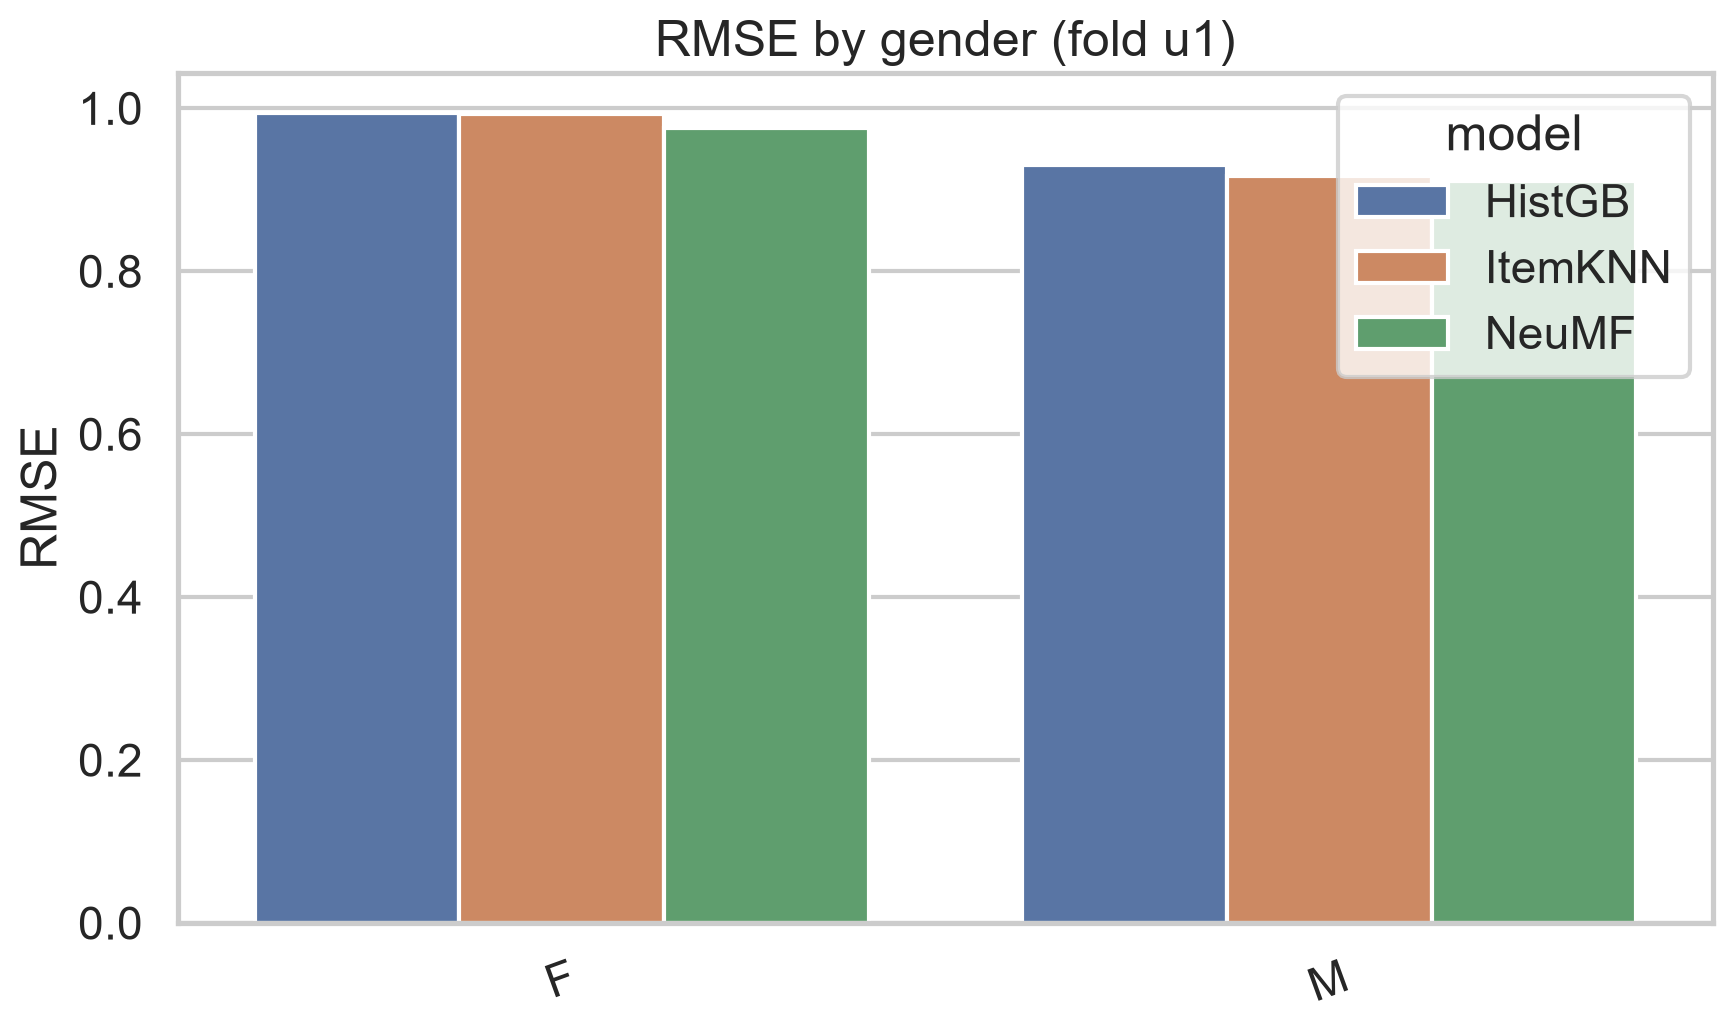 RMSE by gender (fold u1)
RMSE
1.0
0.8
0.6
0.4
0.2
0.0
F
M
model
HistGB
ItemKNN
NeuMF